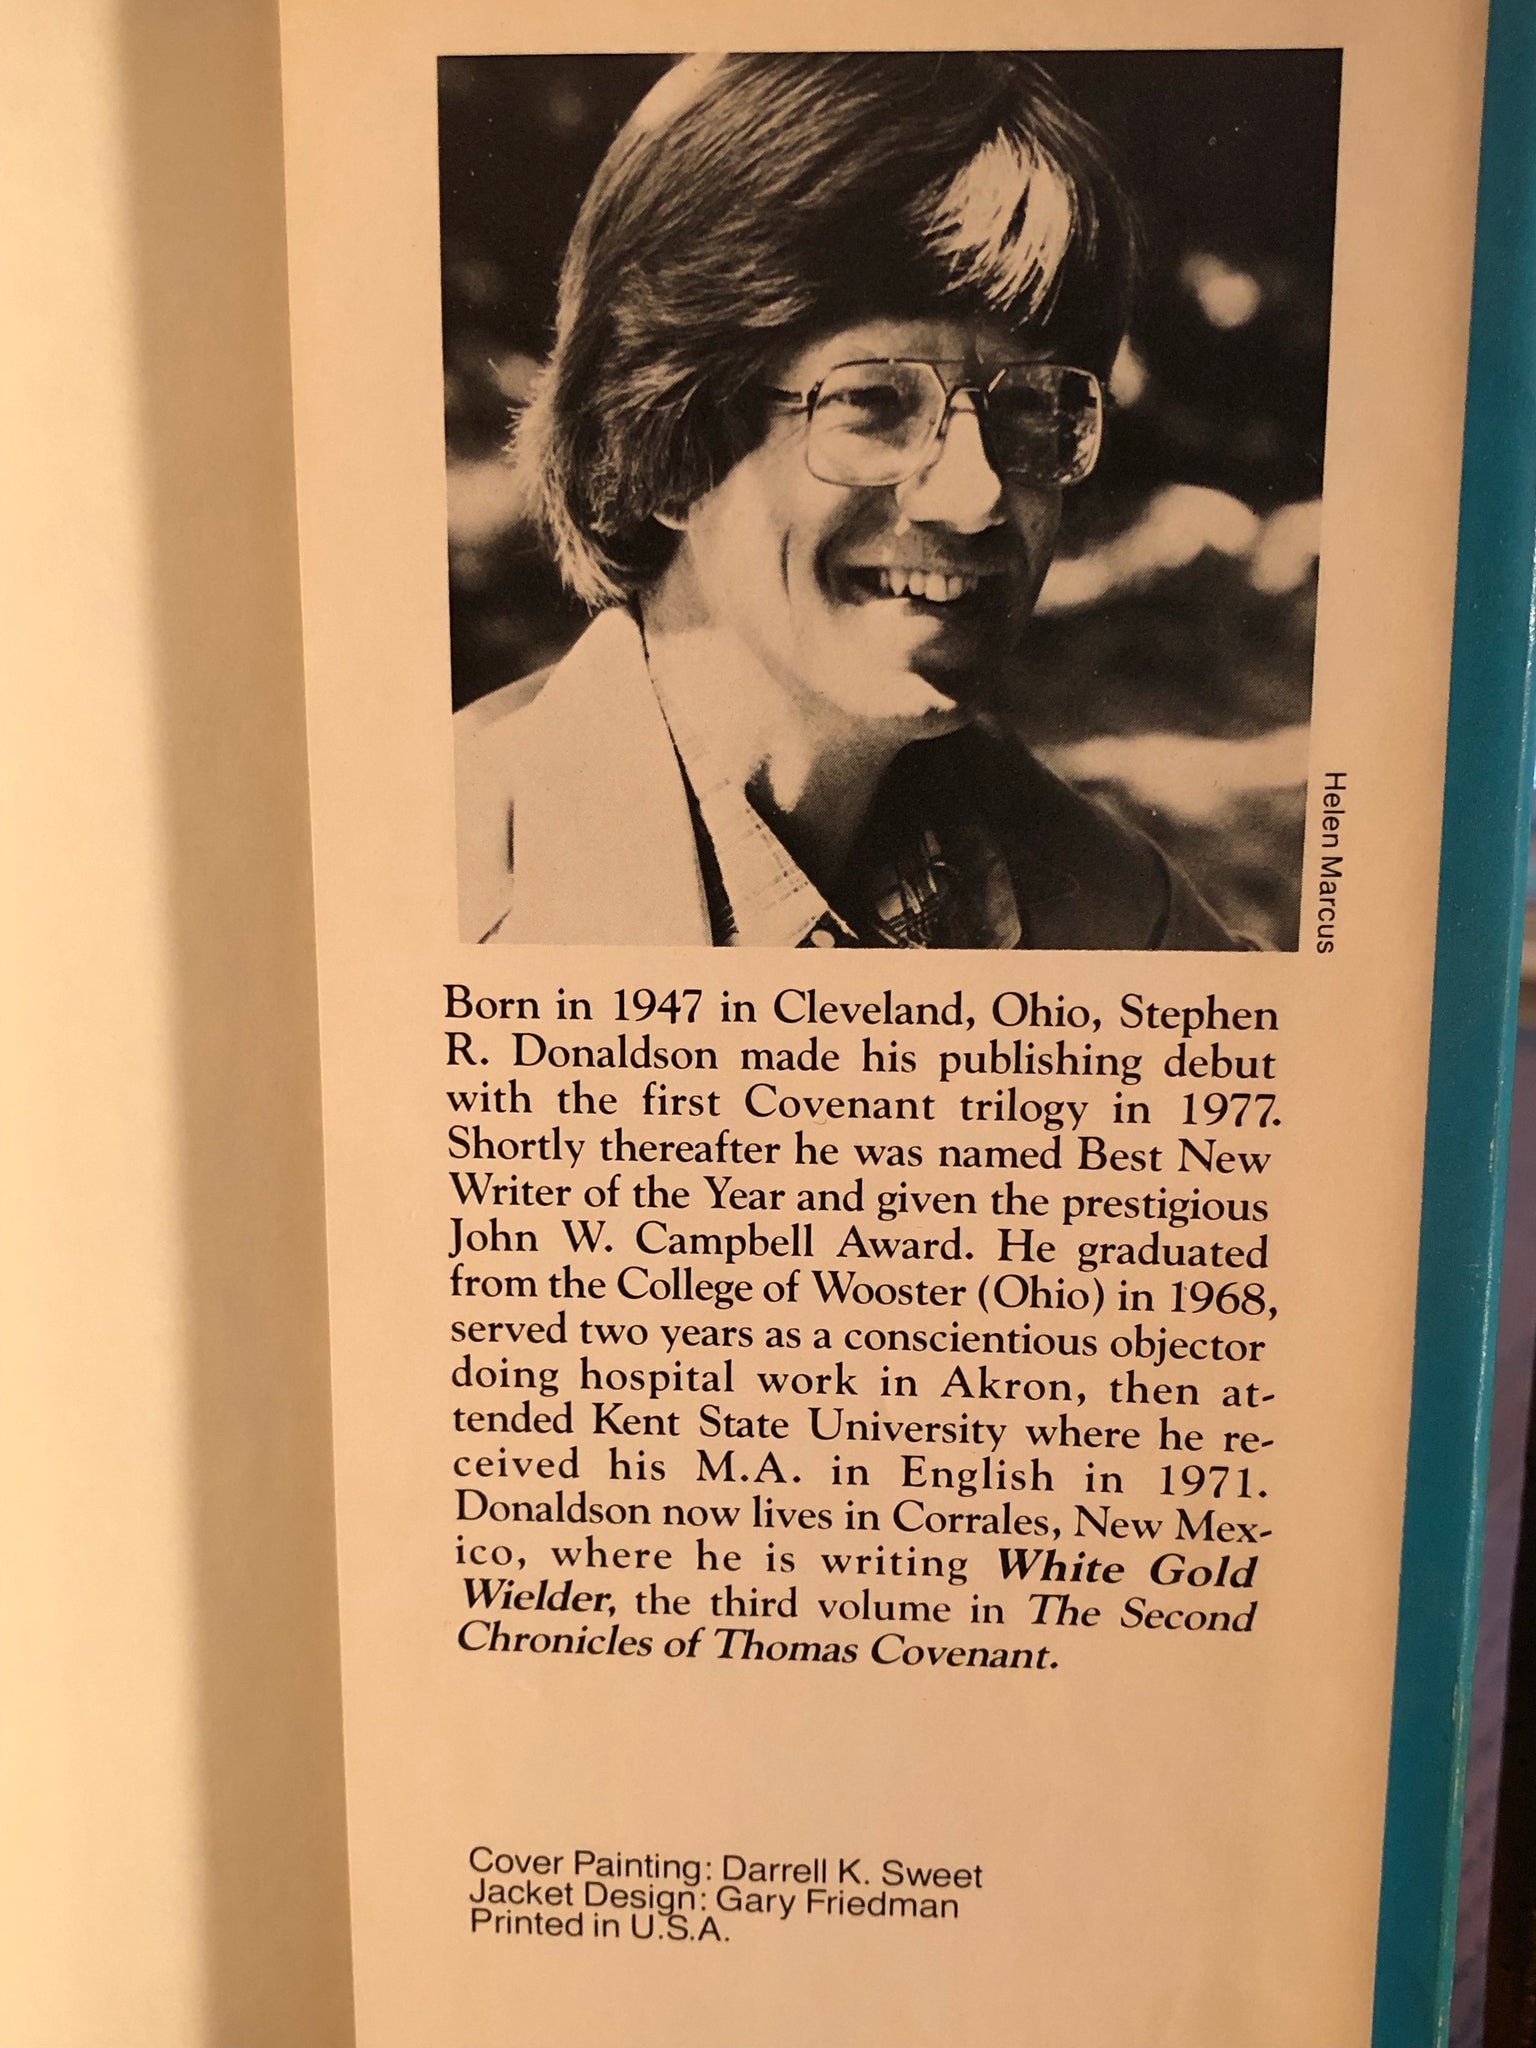 Helen Marcus
Born in 1947 in Cleveland, Ohio, Stephen
R. Donaldson made his publishing debut
with the first Covenant trilogy in 1977.
Shortly thereafter he was named Best New
Writer of the Year and given the prestigious
John W. Campbell Award. He graduated
from the College of Wooster (Ohio) in 1968,
served two years as a conscientious objector
doing hospital work in Akron, then at-
tended Kent State University where he re-
ceived his M.A. in English in 1971.
Donaldson now lives in Corrales, New Mex-
ico, where he is writing White Gold
Wielder, the third volume in The Second
Chronicles of Thomas Covenant.
Cover Painting: Darrell K. Sweet
Jacket Design: Gary Friedman
Printed in U.S.A.